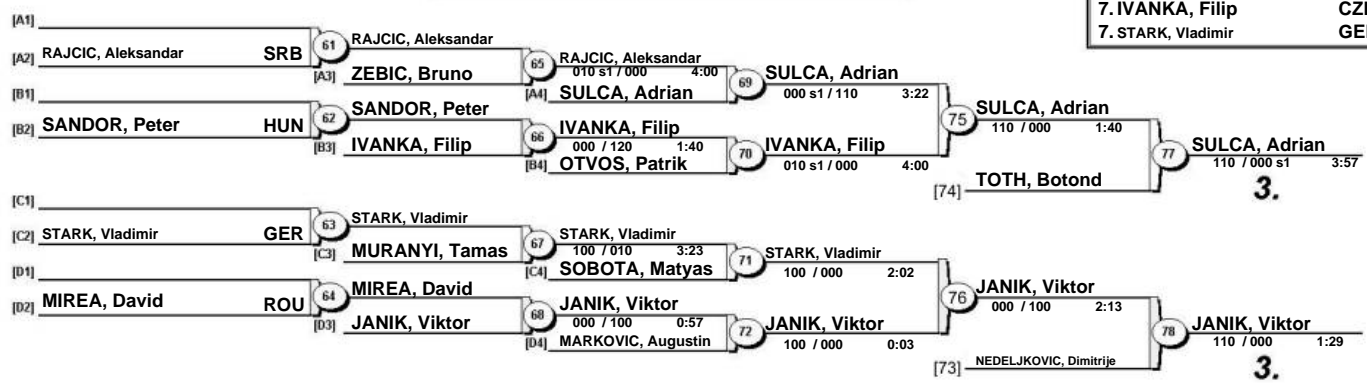 7. IVANKA, Filip CZE
7. STARK, Vladimir GER
[A1]
[A2] RAJCIC, Aleksandar SRB
61
RAJCIC, Aleksandar
[A3] ZEBIC, Bruno
65
RAJCIC, Aleksandar
010 s1 / 000 4:00
[A4] SULCA, Adrian
69
SULCA, Adrian
000 s1 / 110 3:22
[B1]
[B2] SANDOR, Peter HUN
62
SANDOR, Peter
[B3] IVANKA, Filip
66
IVANKA, Filip
000 / 120 1:40
[B4] OTVOS, Patrik
70
IVANKA, Filip
010 s1 / 000 4:00
75
SULCA, Adrian
110 / 000 1:40
[74] TOTH, Botond
77
SULCA, Adrian
110 / 000 s1 3:57
3.
[C1]
[C2] STARK, Vladimir GER
63
STARK, Vladimir
[C3] MURANYI, Tamas
67
STARK, Vladimir
100 / 010 3:23
[C4] SOBOTA, Matyas
71
STARK, Vladimir
100 / 000 2:02
[D1]
[D2] MIREA, David ROU
64
MIREA, David
[D3] JANIK, Viktor
68
JANIK, Viktor
000 / 100 0:57
[D4] MARKOVIC, Augustin
72
JANIK, Viktor
100 / 000 0:03
76
JANIK, Viktor
000 / 100 2:13
[73] NEDELJKOVIC, Dimitrije
78
JANIK, Viktor
110 / 000 1:29
3.